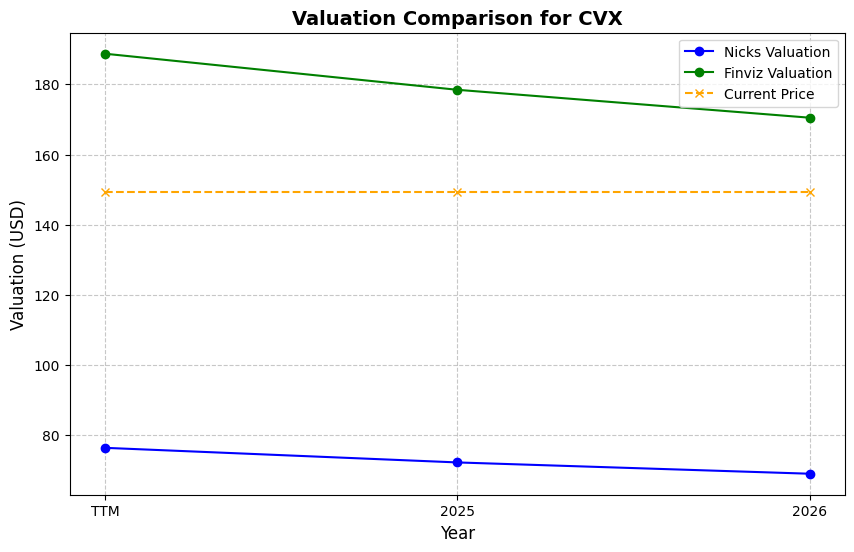 Valuation Comparison for CVX
Nicks Valuation
Finviz Valuation
Current Price
Valuation (USD)
180
160
140
120
100
80
TTM
2025
2026
Year